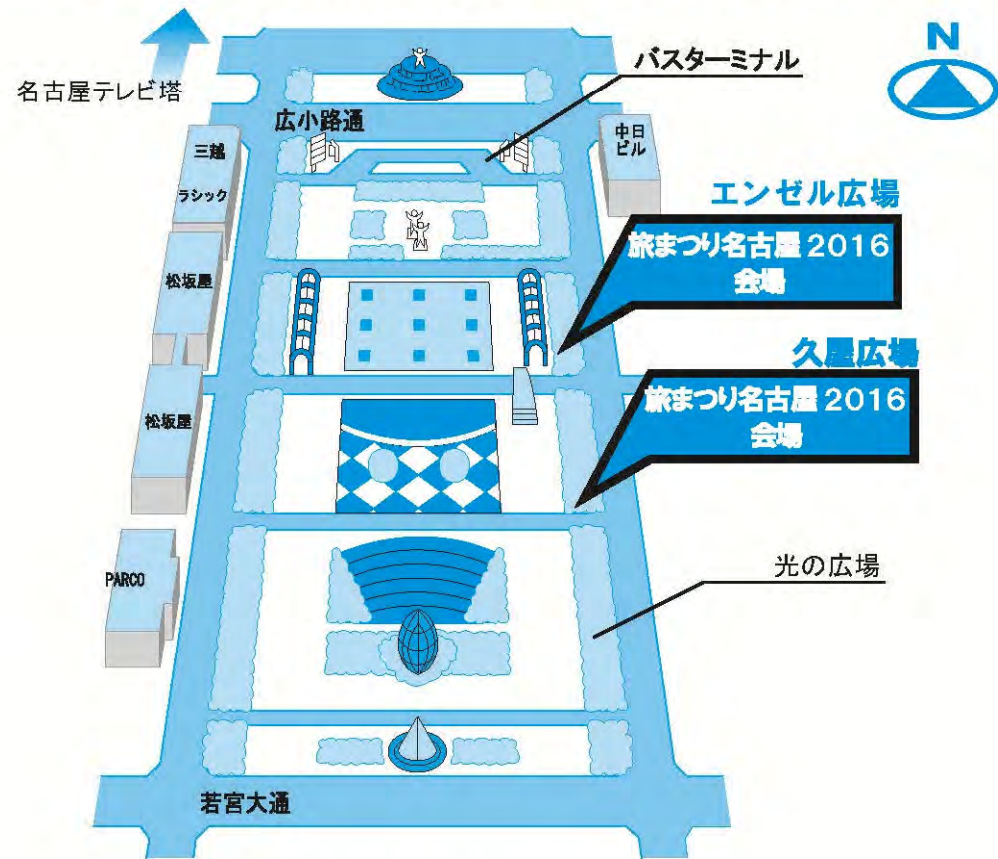 名古屋テレビ塔
N
バスターミナル
広小路通
中日
ビル
三越
ラシック
エンゼル広場
旅まつり名古屋 2016
会場
松坂屋
久屋広場
旅まつり名古屋 2016
会場
松坂屋
光の広場
PARCO
若宮大通